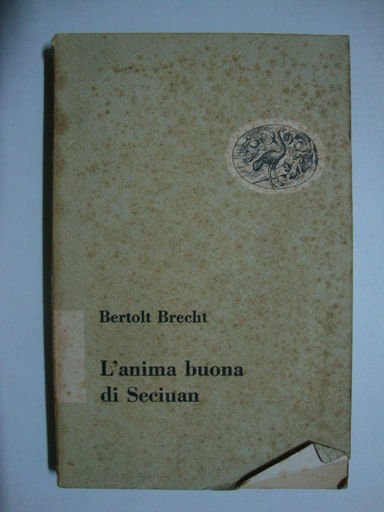 Bertolt Brecht
L'anima buona
di Seciuan